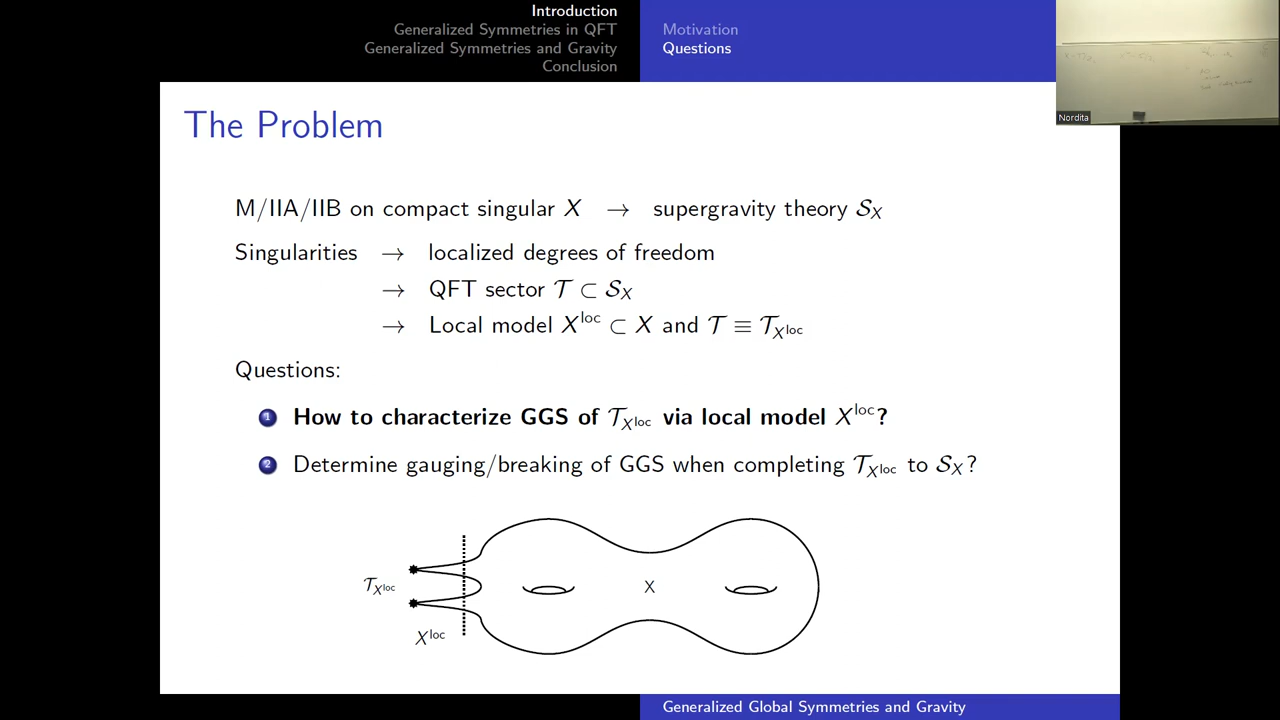 Introduction
Generalized Symmetries in QFT
Generalized Symmetries and Gravity
Conclusion
Motivation
Questions
Nordita
The Problem
M/IIA/IIB on compact singular X → supergravity theory 𝒮_X
Singularities → localized degrees of freedom
→ QFT sector 𝒯 ⊂ 𝒮_X
→ Local model X^loc ⊂ X and 𝒯 ≡ 𝒯_{X^loc}
Questions:
1 How to characterize GGS of 𝒯_{X^loc} via local model X^loc?
2 Determine gauging/breaking of GGS when completing 𝒯_{X^loc} to 𝒮_X?
𝒯_{X^loc}
X
X^loc
Generalized Global Symmetries and Gravity